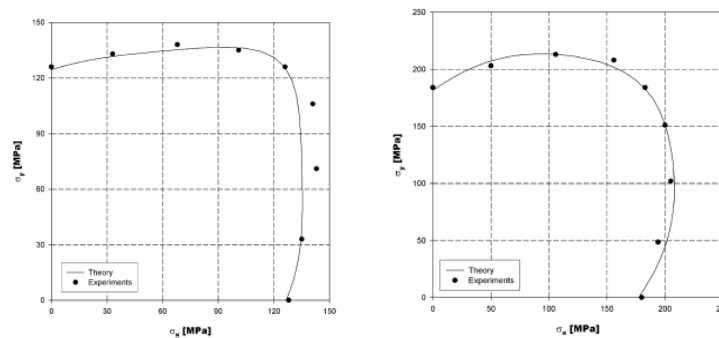 150
120
90
60
30
0
σy [MPa]
Theory
Experiments
0 30 60 90 120 150
σx [MPa]
250
200
150
100
50
0
σy [MPa]
Theory
Experiments
0 50 100 150 200
σx [MPa]